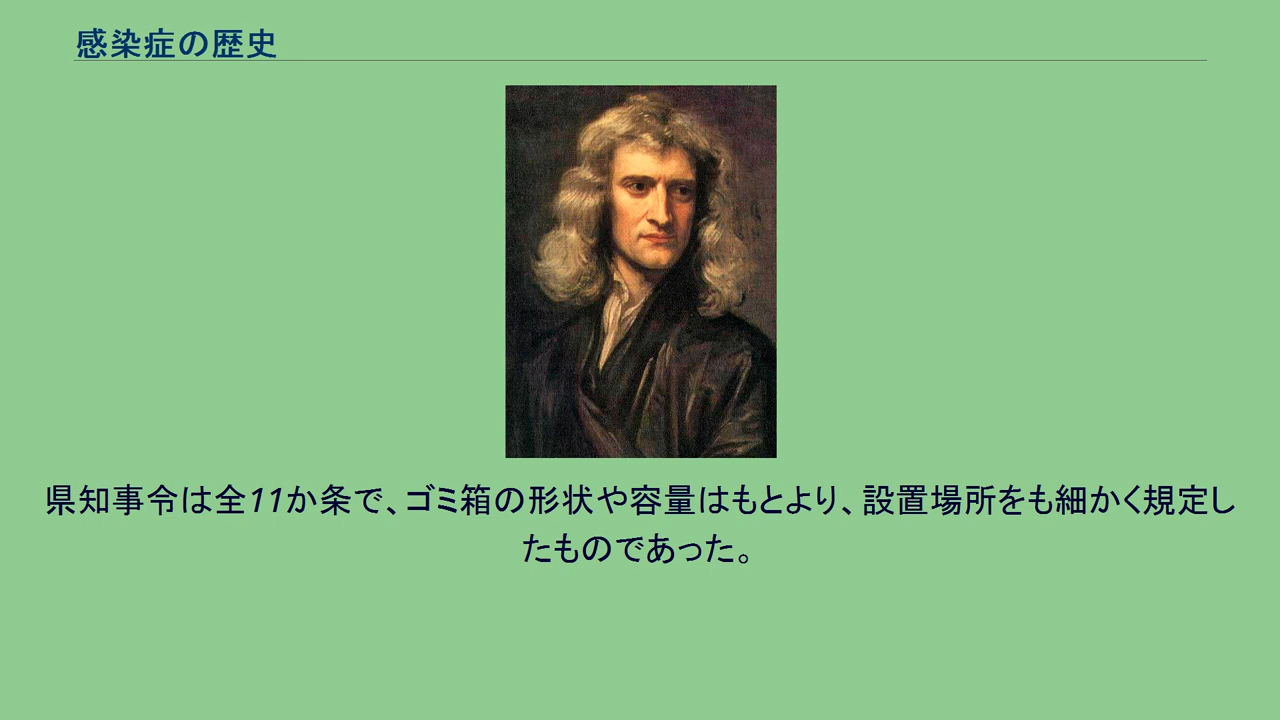 感染症の歴史
県知事令は全11か条で、ゴミ箱の形状や容量はもとより、設置場所をも細かく規定し
たものであった。